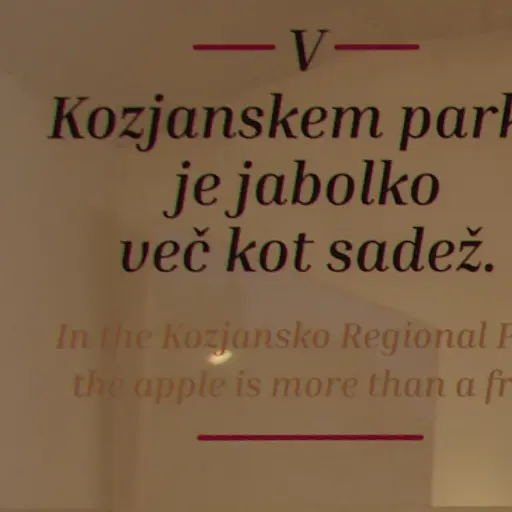 V
Kozjanskem park
je jabolko
več kot sadež.
In the Kozjansko Regional P
the apple is more than a fr